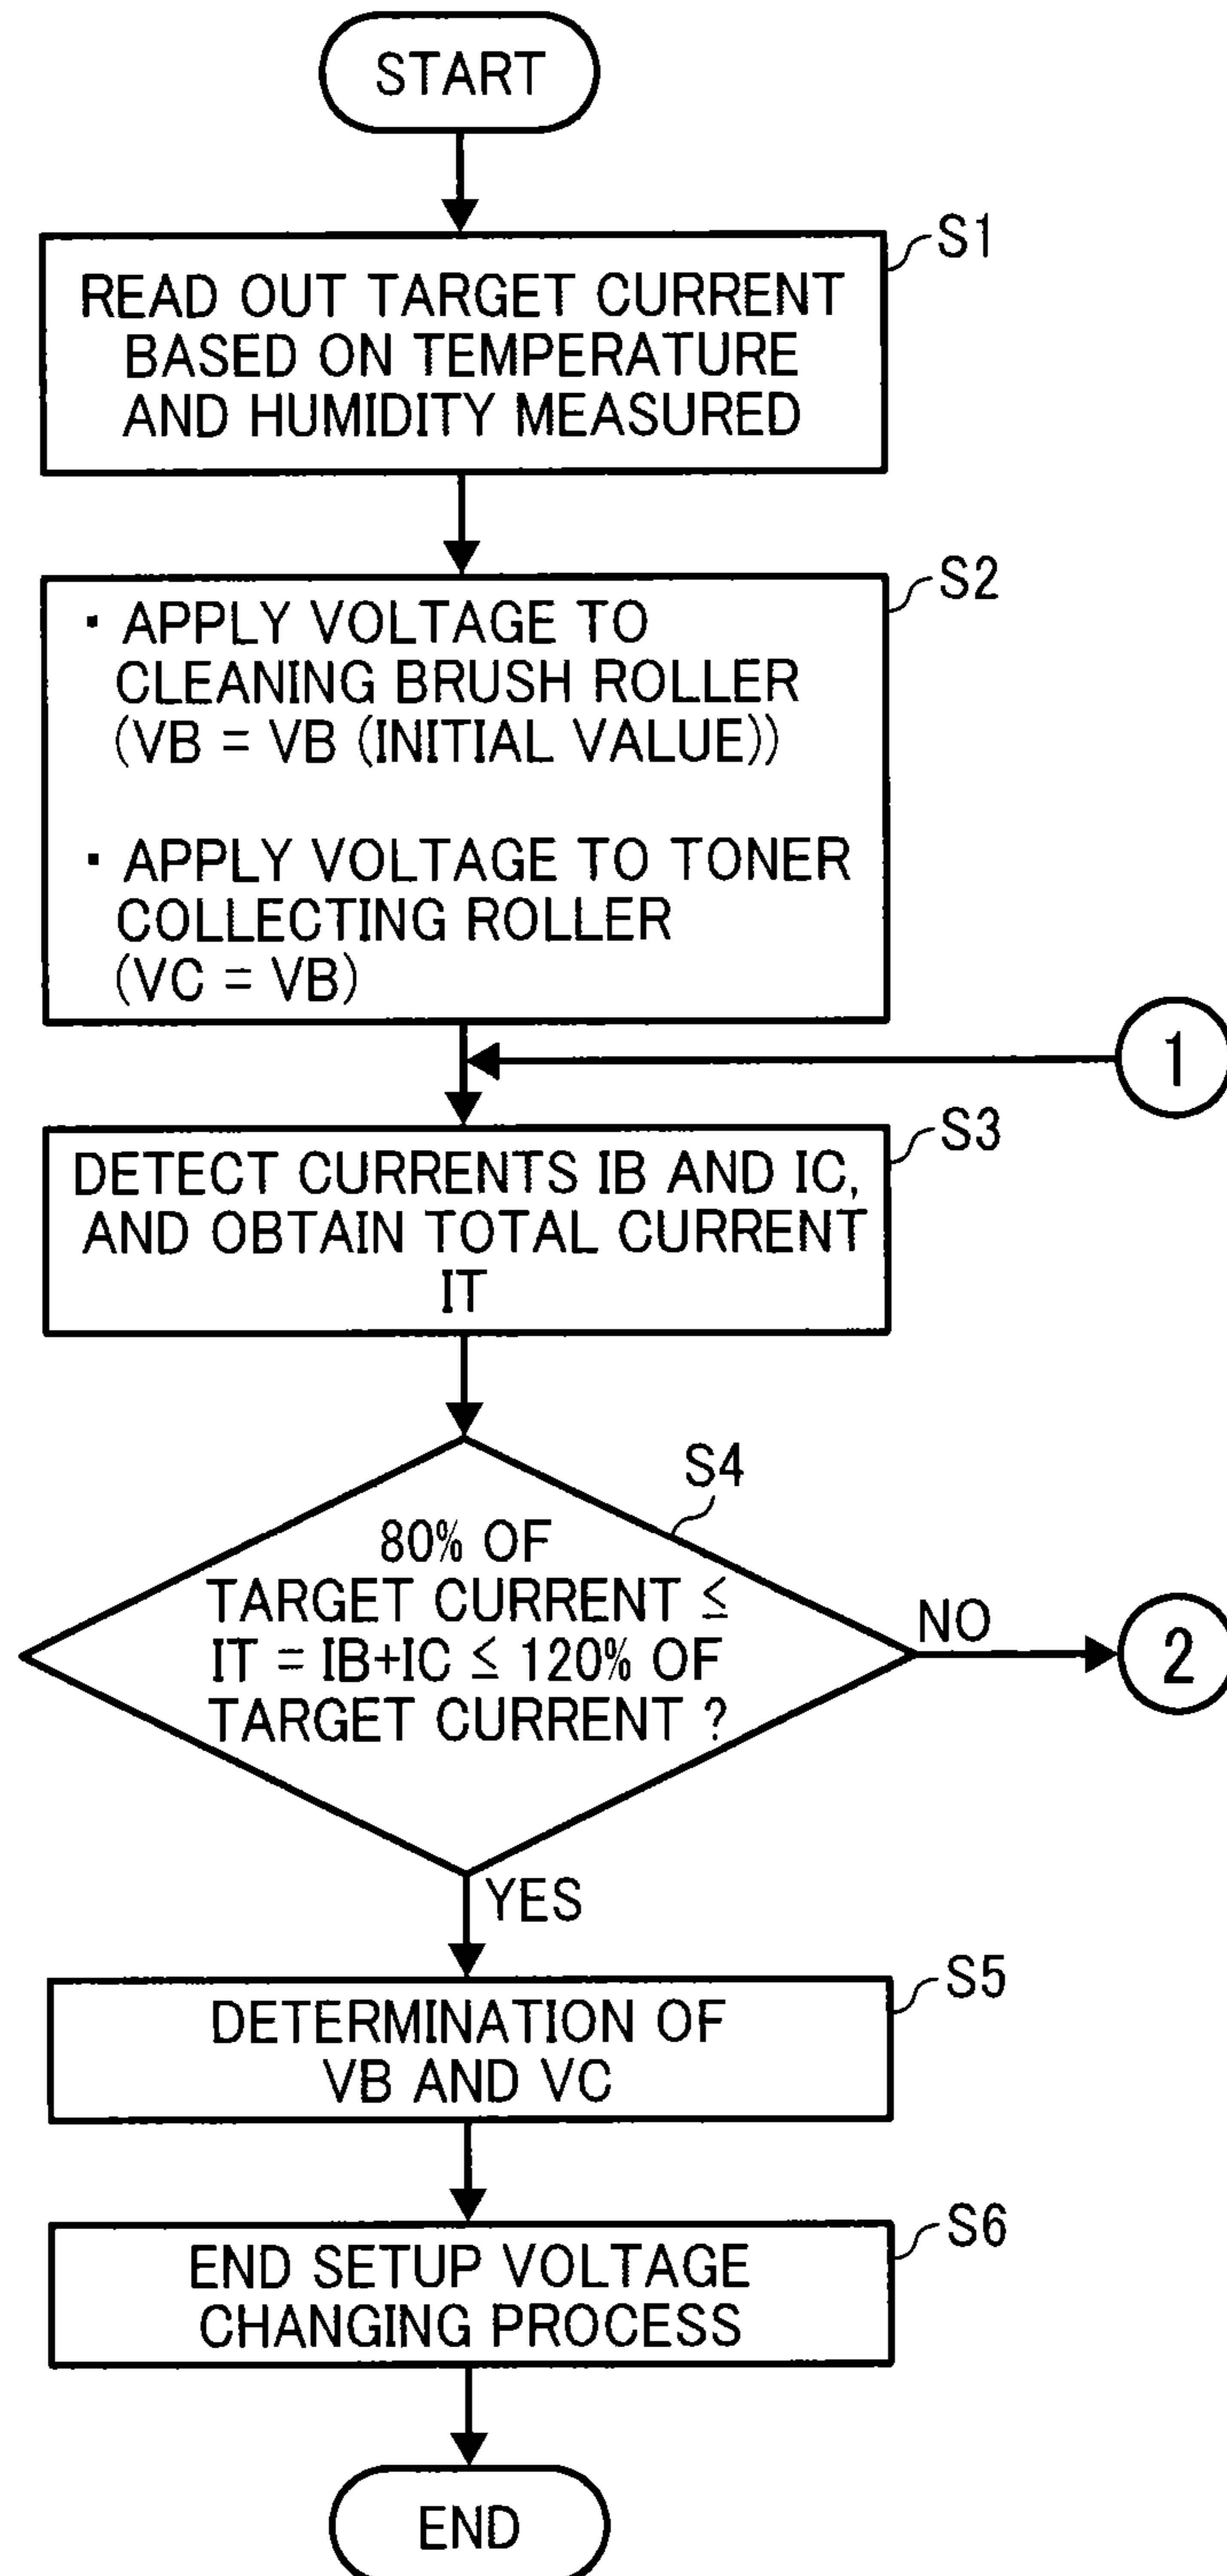 START
S1
READ OUT TARGET CURRENT
BASED ON TEMPERATURE
AND HUMIDITY MEASURED
S2
・APPLY VOLTAGE TO
CLEANING BRUSH ROLLER
(VB = VB (INITIAL VALUE))
・APPLY VOLTAGE TO TONER
COLLECTING ROLLER
(VC = VB)
1
S3
DETECT CURRENTS IB AND IC,
AND OBTAIN TOTAL CURRENT
IT
S4
80% OF
TARGET CURRENT ≤
IT = IB+IC ≤ 120% OF
TARGET CURRENT ?
NO
2
YES
S5
DETERMINATION OF
VB AND VC
S6
END SETUP VOLTAGE
CHANGING PROCESS
END